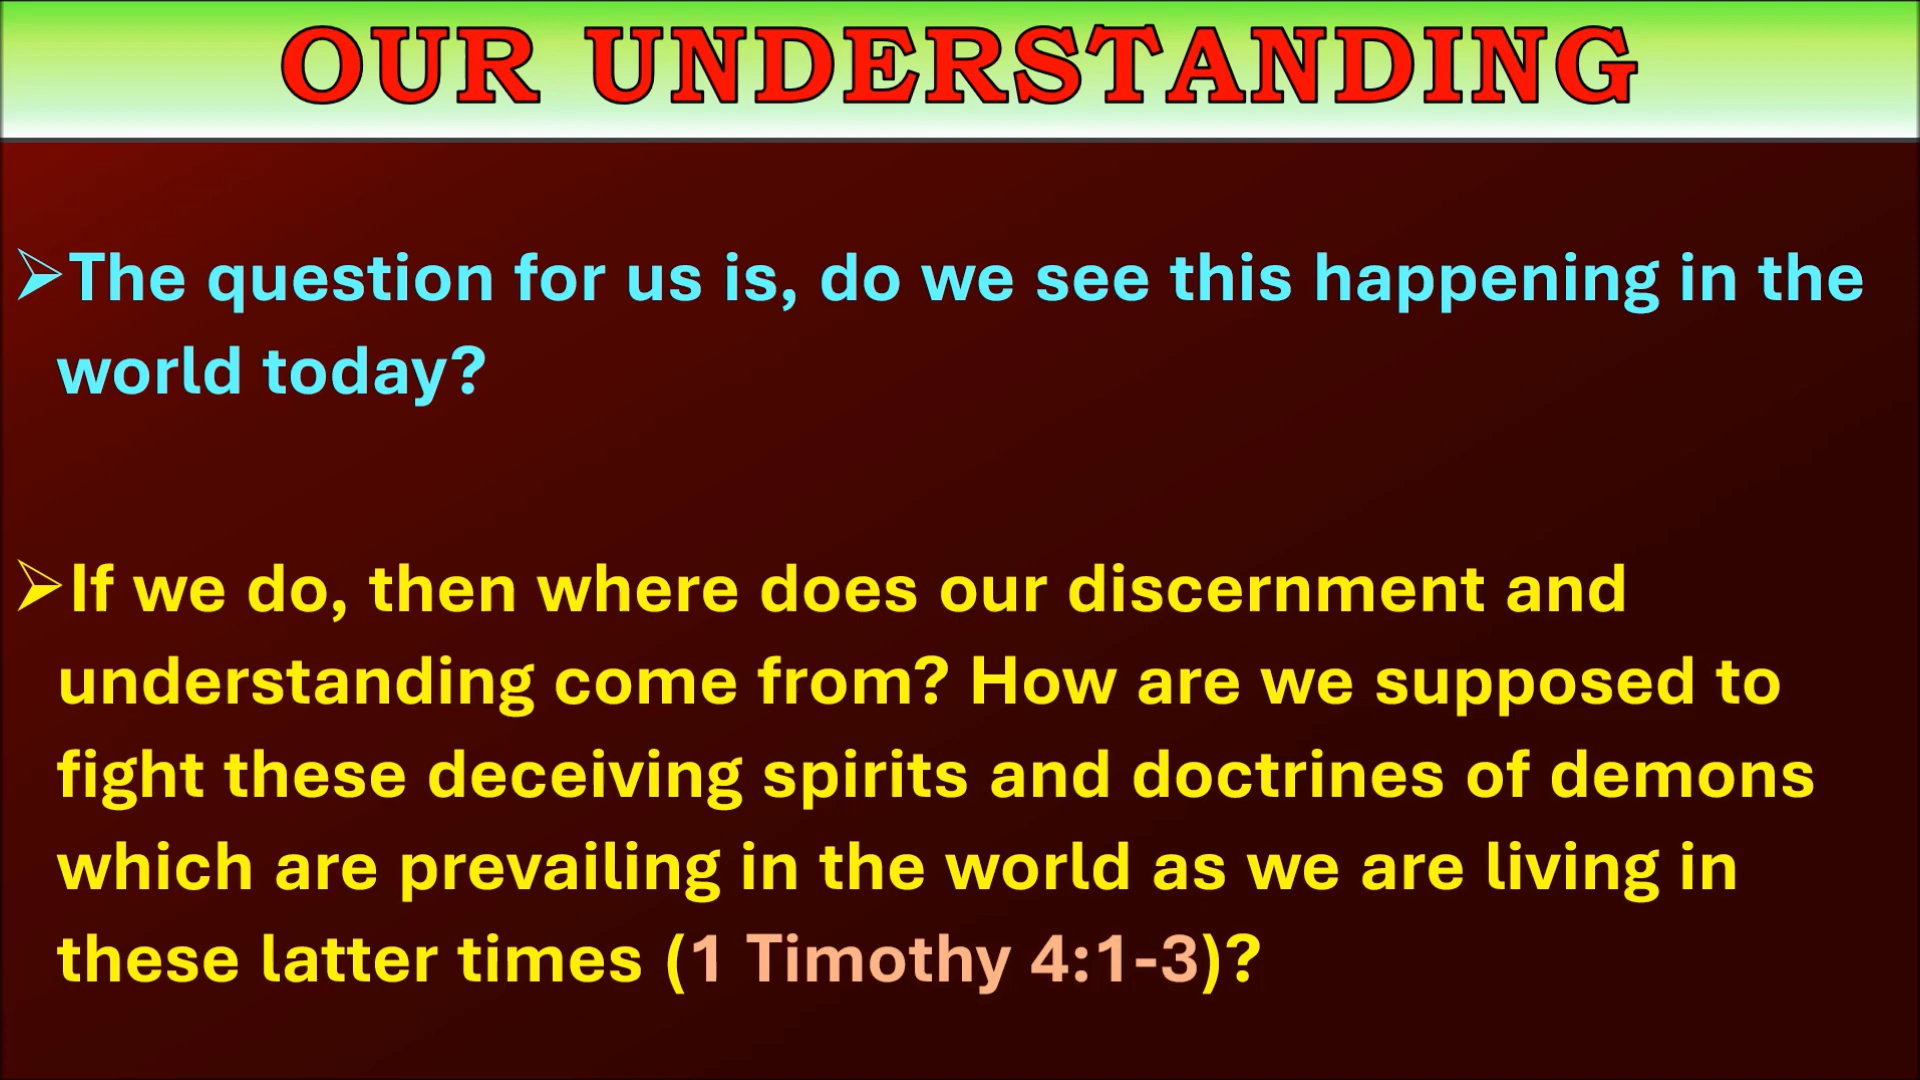 OUR UNDERSTANDING
➢The question for us is, do we see this happening in the
world today?
➢If we do, then where does our discernment and
understanding come from? How are we supposed to
fight these deceiving spirits and doctrines of demons
which are prevailing in the world as we are living in
these latter times (1 Timothy 4:1-3)?